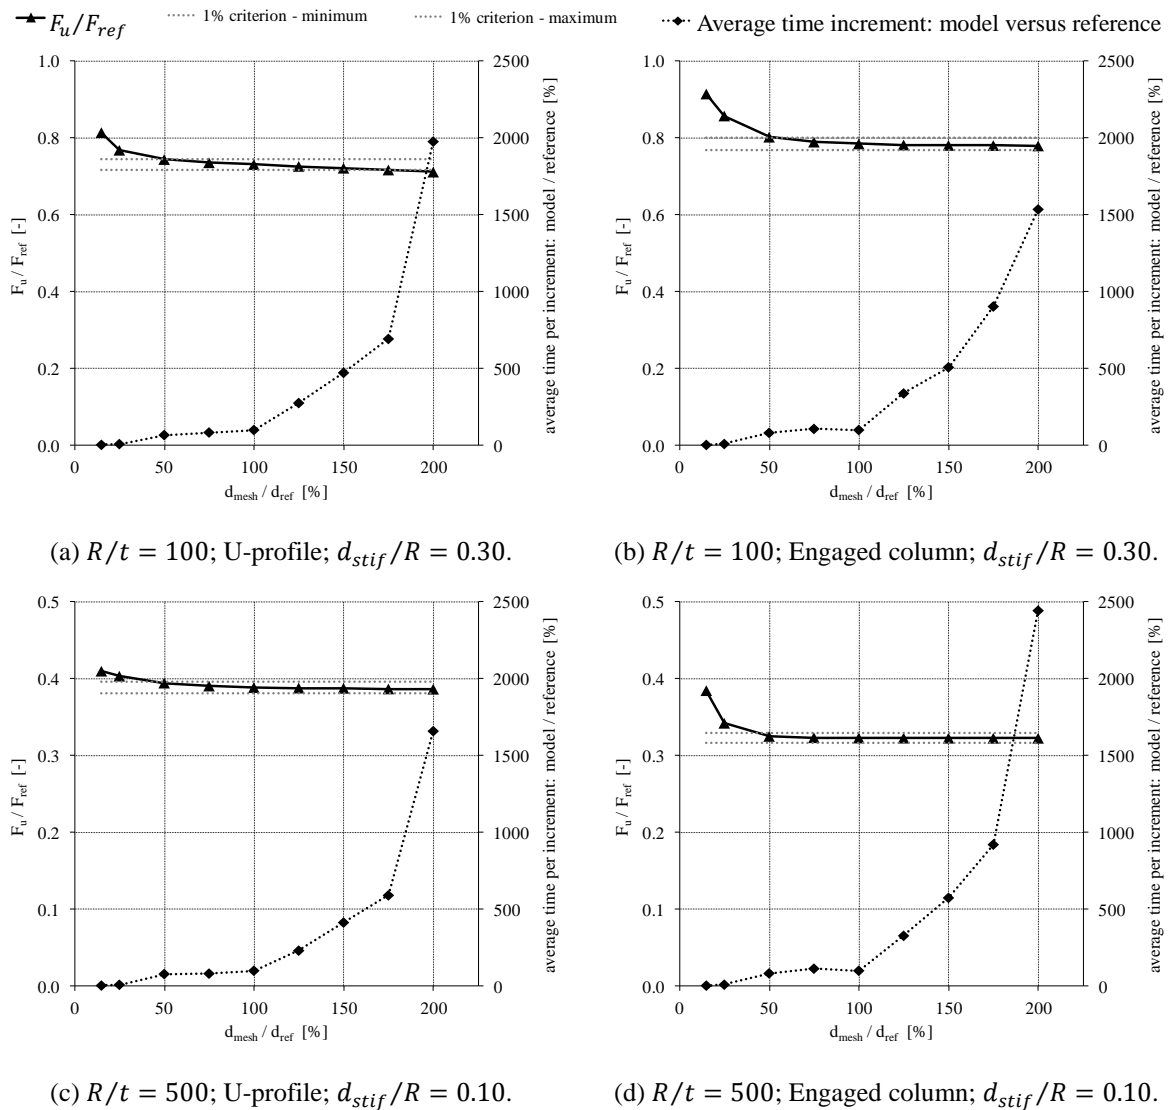 F_u/F_ref 1% criterion - minimum 1% criterion - maximum Average time increment: model versus reference
F_u / F_ref [-]
1.0
0.8
0.6
0.4
0.2
0.0
2500
2000
1500
1000
500
0
average time per increment: model / reference [%]
0 50 100 150 200
d_mesh / d_ref [%]
(a) R/t = 100; U-profile; d_stif/R = 0.30.
F_u / F_ref [-]
1.0
0.8
0.6
0.4
0.2
0.0
2500
2000
1500
1000
500
0
average time per increment: model / reference [%]
0 50 100 150 200
d_mesh / d_ref [%]
(b) R/t = 100; Engaged column; d_stif/R = 0.30.
F_u / F_ref [-]
0.5
0.4
0.3
0.2
0.1
0.0
2500
2000
1500
1000
500
0
average time per increment: model / reference [%]
0 50 100 150 200
d_mesh / d_ref [%]
(c) R/t = 500; U-profile; d_stif/R = 0.10.
F_u / F_ref [-]
0.5
0.4
0.3
0.2
0.1
0.0
2500
2000
1500
1000
500
0
average time per increment: model / reference [%]
0 50 100 150 200
d_mesh / d_ref [%]
(d) R/t = 500; Engaged column; d_stif/R = 0.10.